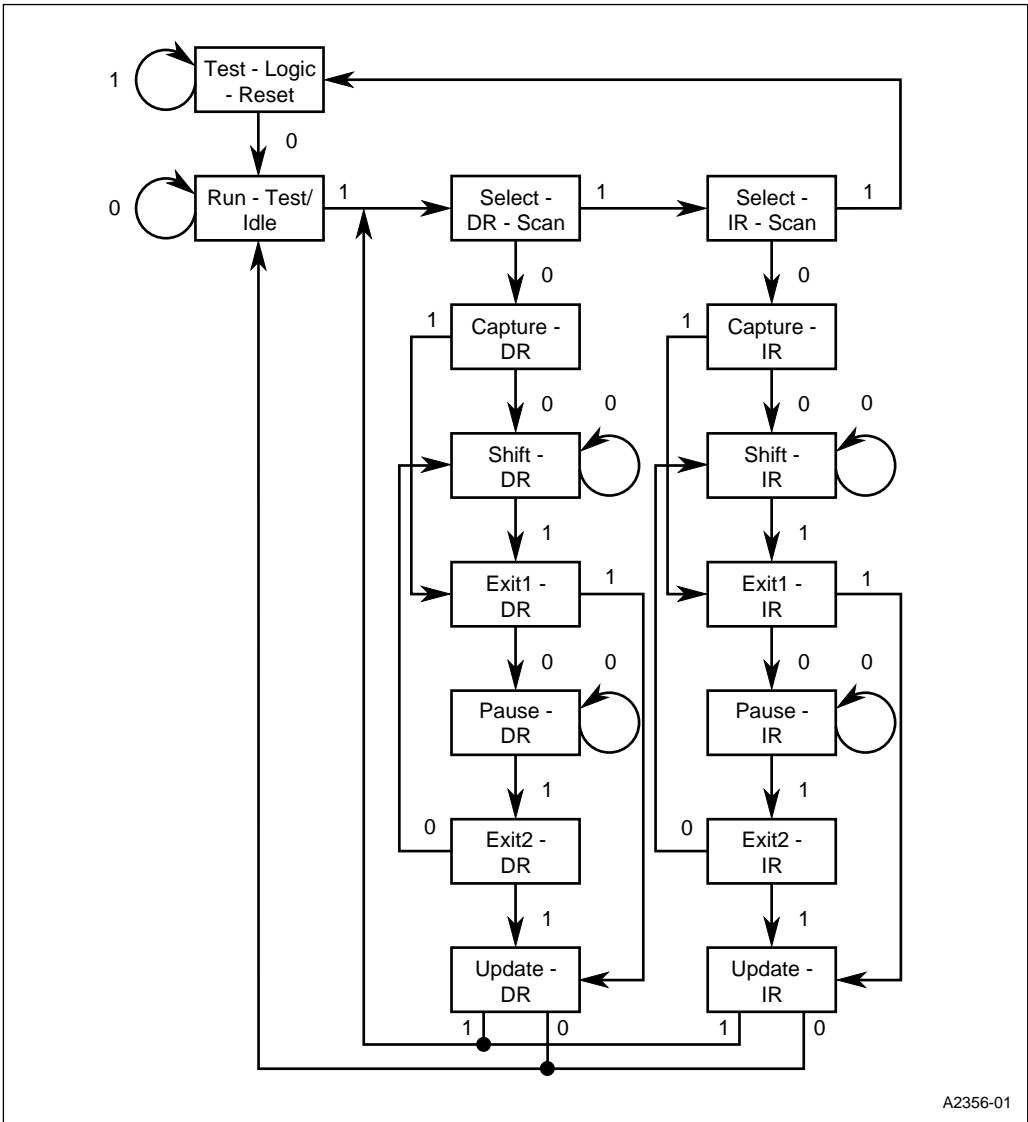 Test - Logic
- Reset
1
0
Run - Test/
Idle
0
1
Select -
DR - Scan
1
Select -
IR - Scan
1
0
0
1
Capture -
DR
1
Capture -
IR
0
0
0
0
Shift -
DR
Shift -
IR
1
1
Exit1 -
DR
1
Exit1 -
IR
1
0
0
0
0
Pause -
DR
Pause -
IR
1
1
0
Exit2 -
DR
0
Exit2 -
IR
1
1
Update -
DR
Update -
IR
1
0
1
0
A2356-01